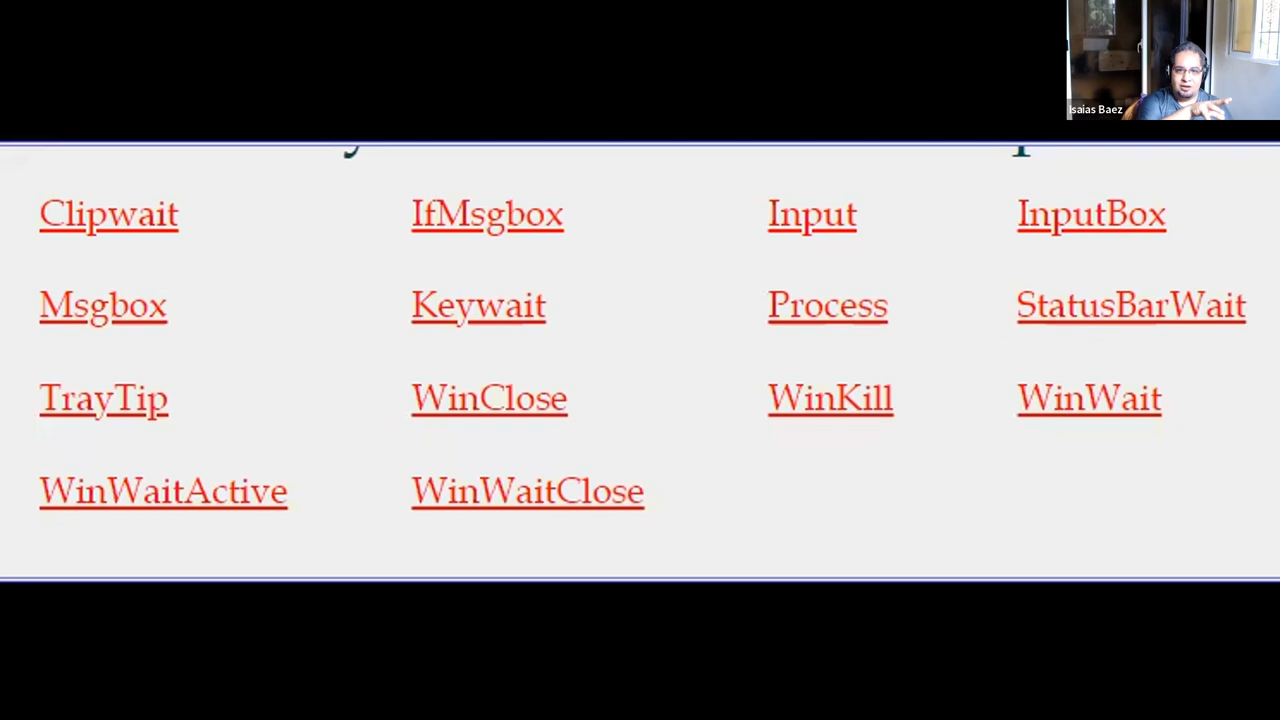 Isaias Baez
Clipwait IfMsgbox Input InputBox
Msgbox Keywait Process StatusBarWait
TrayTip WinClose WinKill WinWait
WinWaitActive WinWaitClose